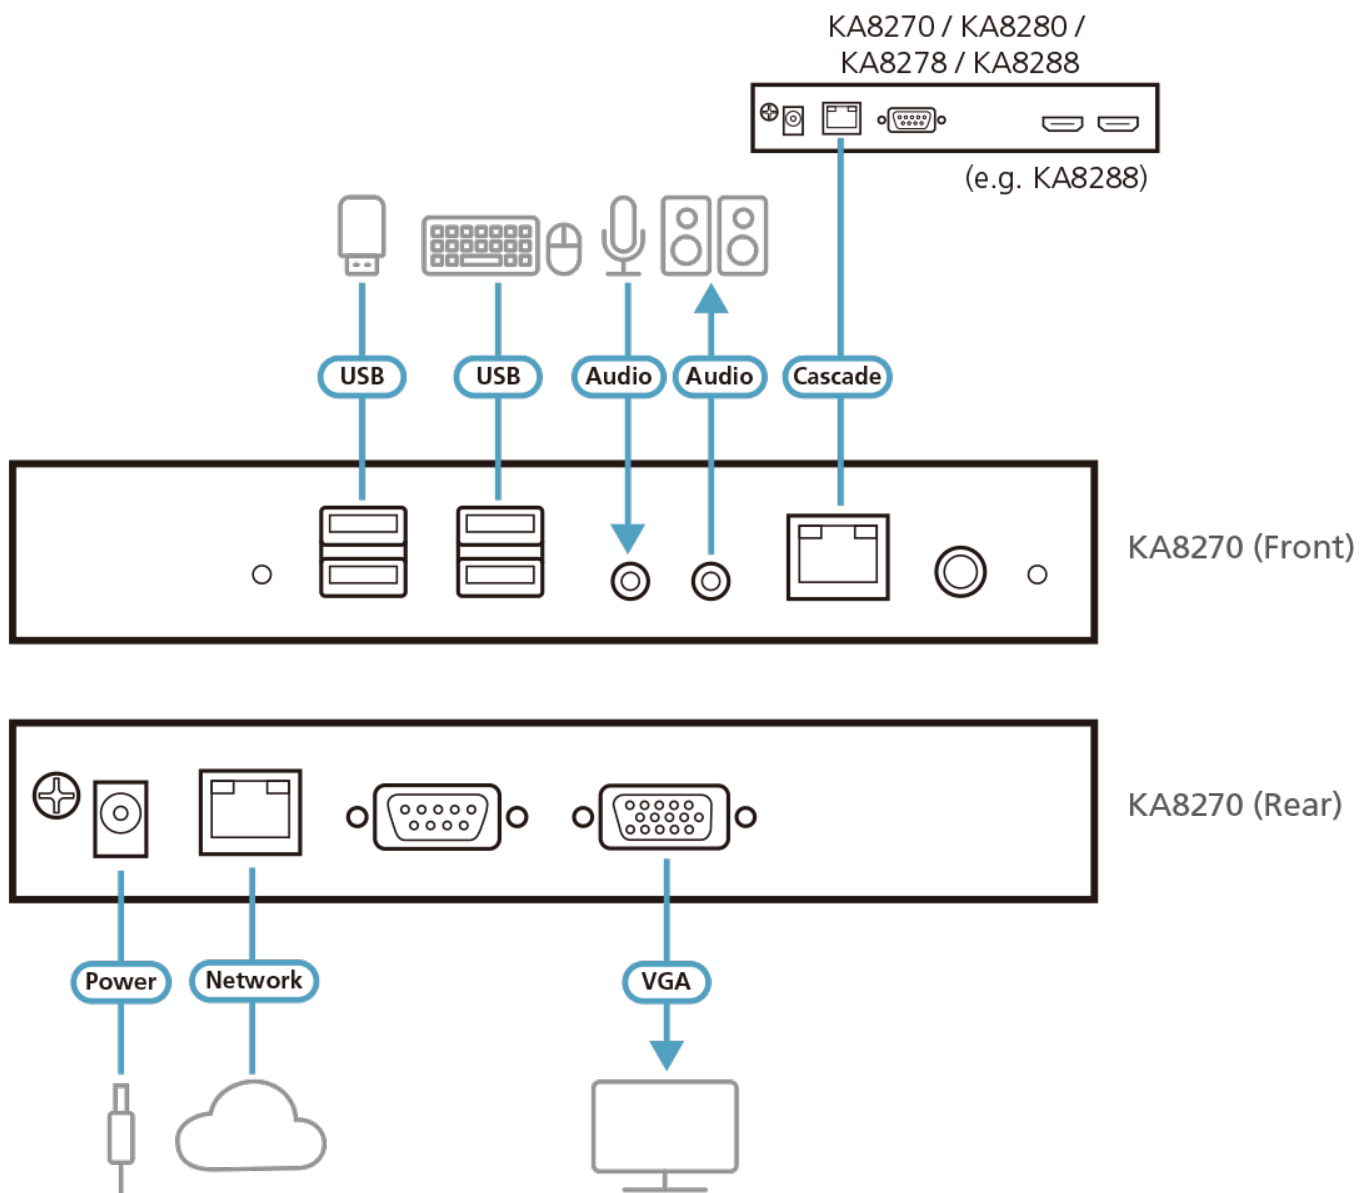 KA8270 / KA8280 /
KA8278 / KA8288
(e.g. KA8288)
USB
USB
Audio
Audio
Cascade
KA8270 (Front)
KA8270 (Rear)
Power
Network
VGA